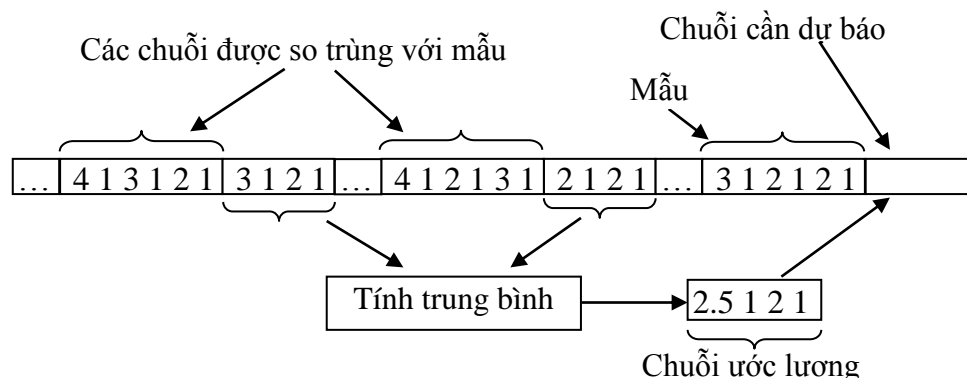 Chuỗi cần dự báo
Các chuỗi được so trùng với mẫu
Mẫu
… 4 1 3 1 2 1 3 1 2 1 … 4 1 2 1 3 1 2 1 2 1 … 3 1 2 1 2 1
Tính trung bình
2.5 1 2 1
Chuỗi ước lượng